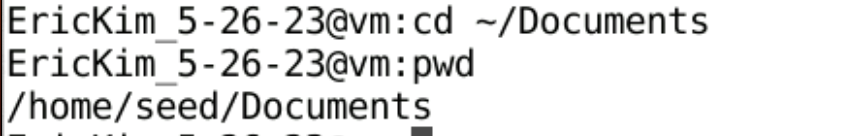 EricKim_5-26-23@vm:cd ~/Documents
EricKim_5-26-23@vm:pwd
/home/seed/Documents